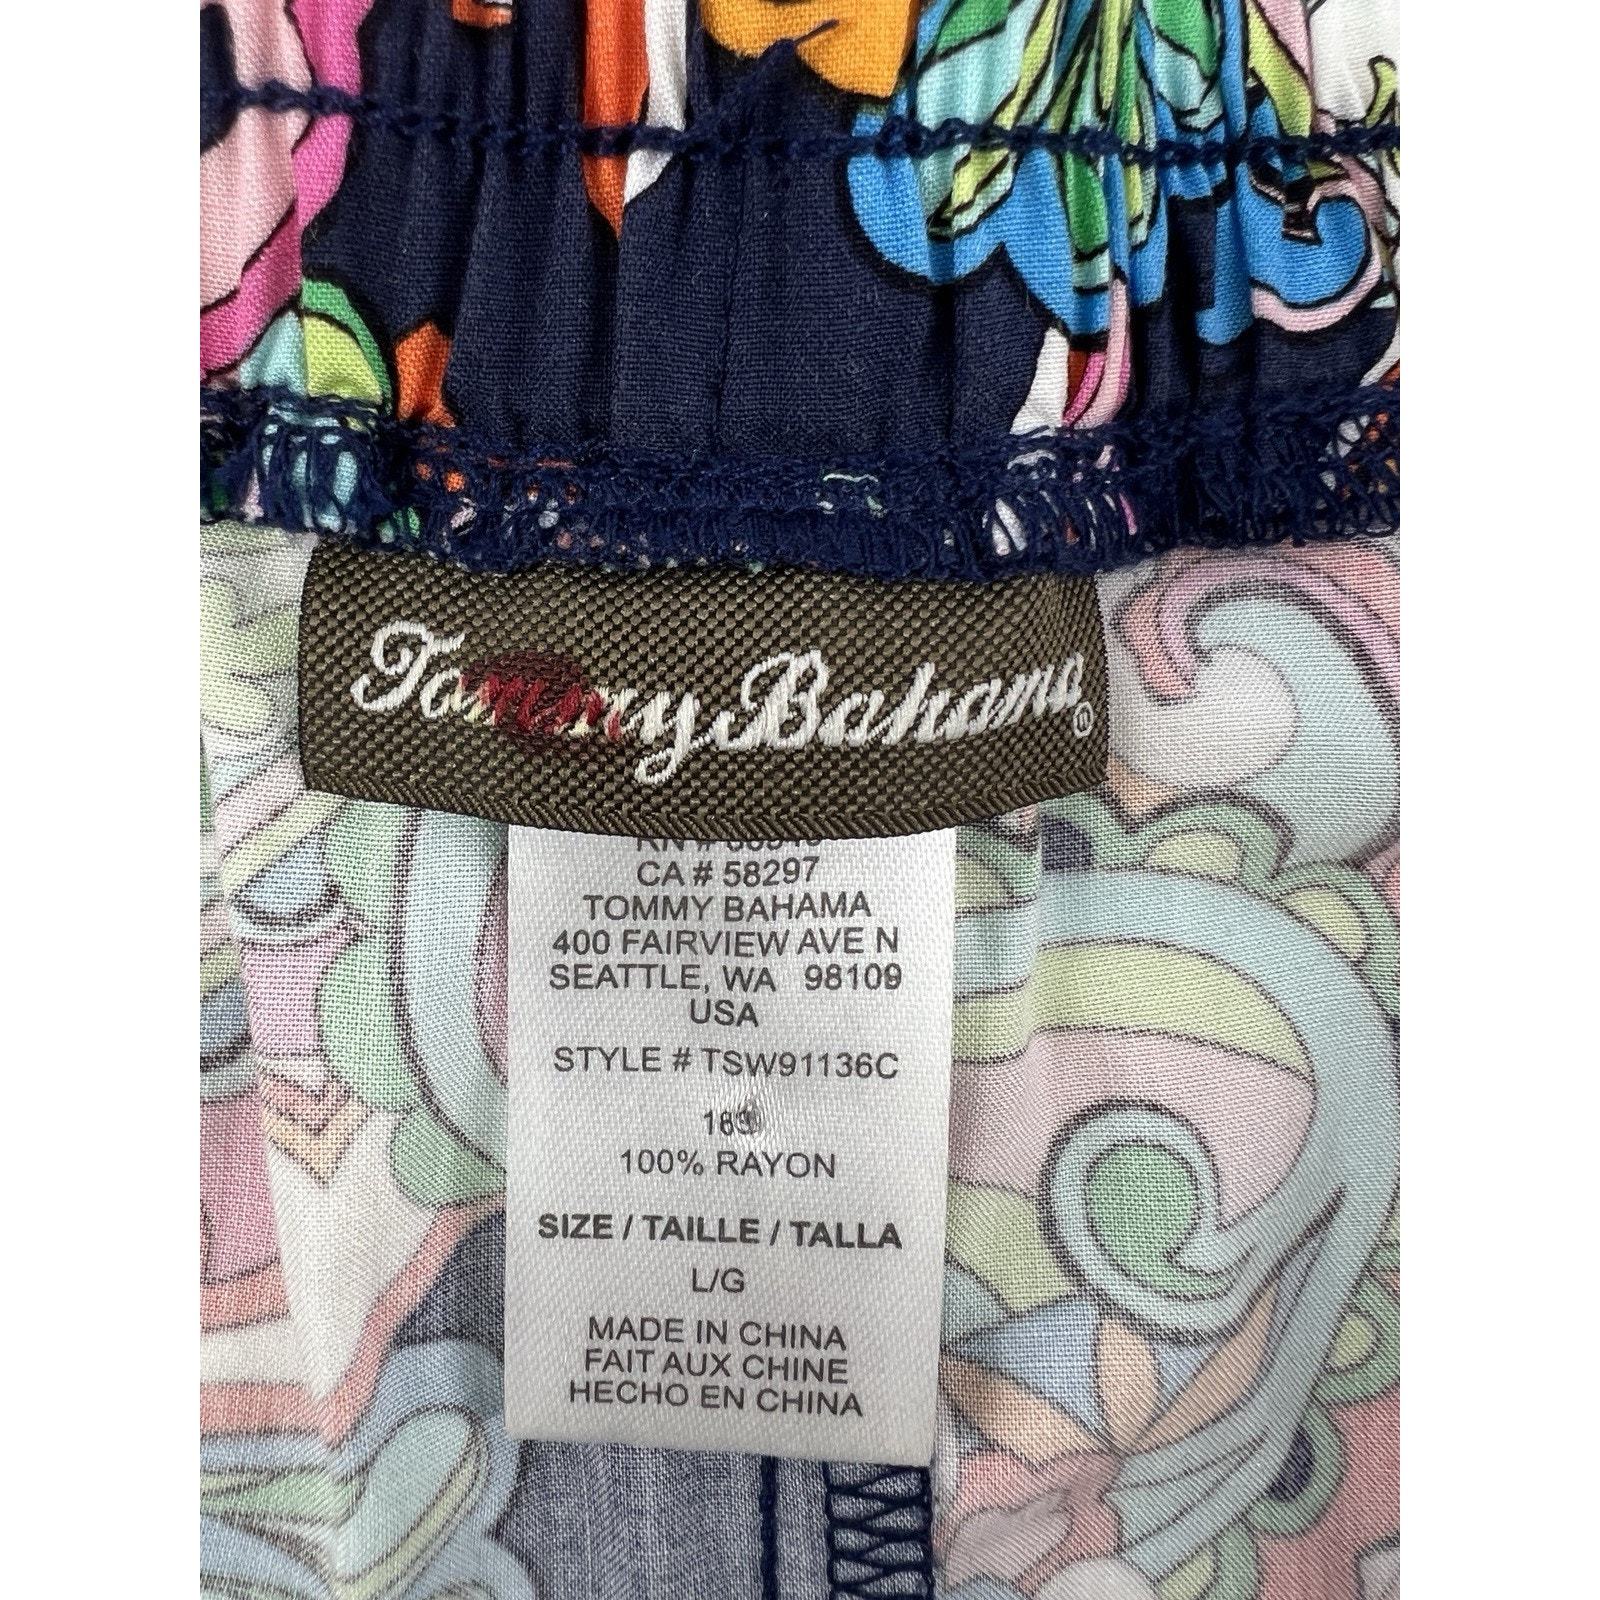 Tommy Bahama®
RN #
CA # 58297
TOMMY BAHAMA
400 FAIRVIEW AVE N
SEATTLE, WA 98109
USA
STYLE # TSW91136C
100% RAYON
SIZE / TAILLE / TALLA
L/G
MADE IN CHINA
FAIT AUX CHINE
HECHO EN CHINA